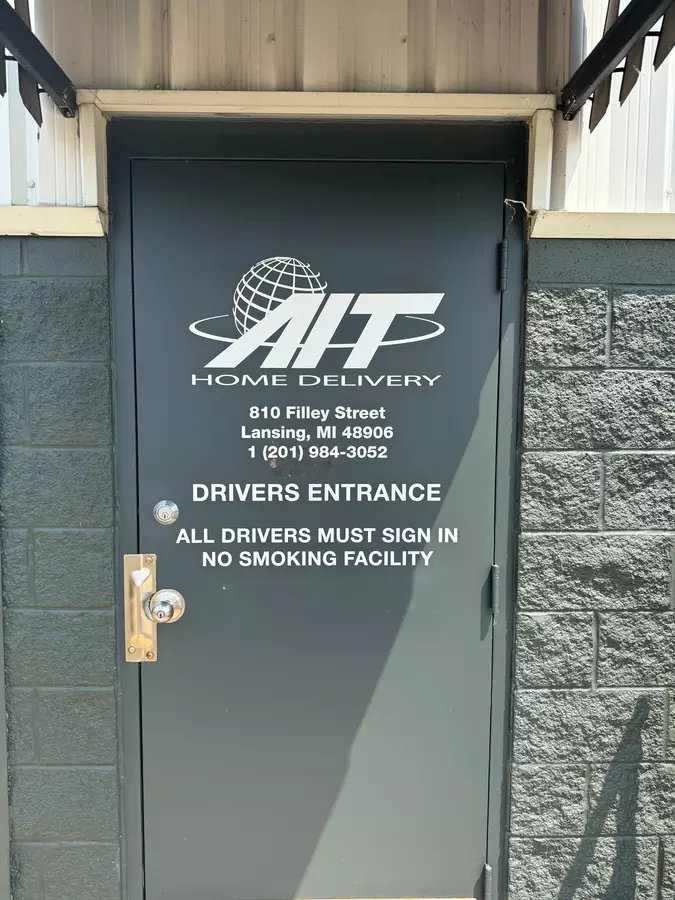 AIT
HOME DELIVERY
810 Filley Street
Lansing, MI 48906
1 (201) 984-3052
DRIVERS ENTRANCE
ALL DRIVERS MUST SIGN IN
NO SMOKING FACILITY